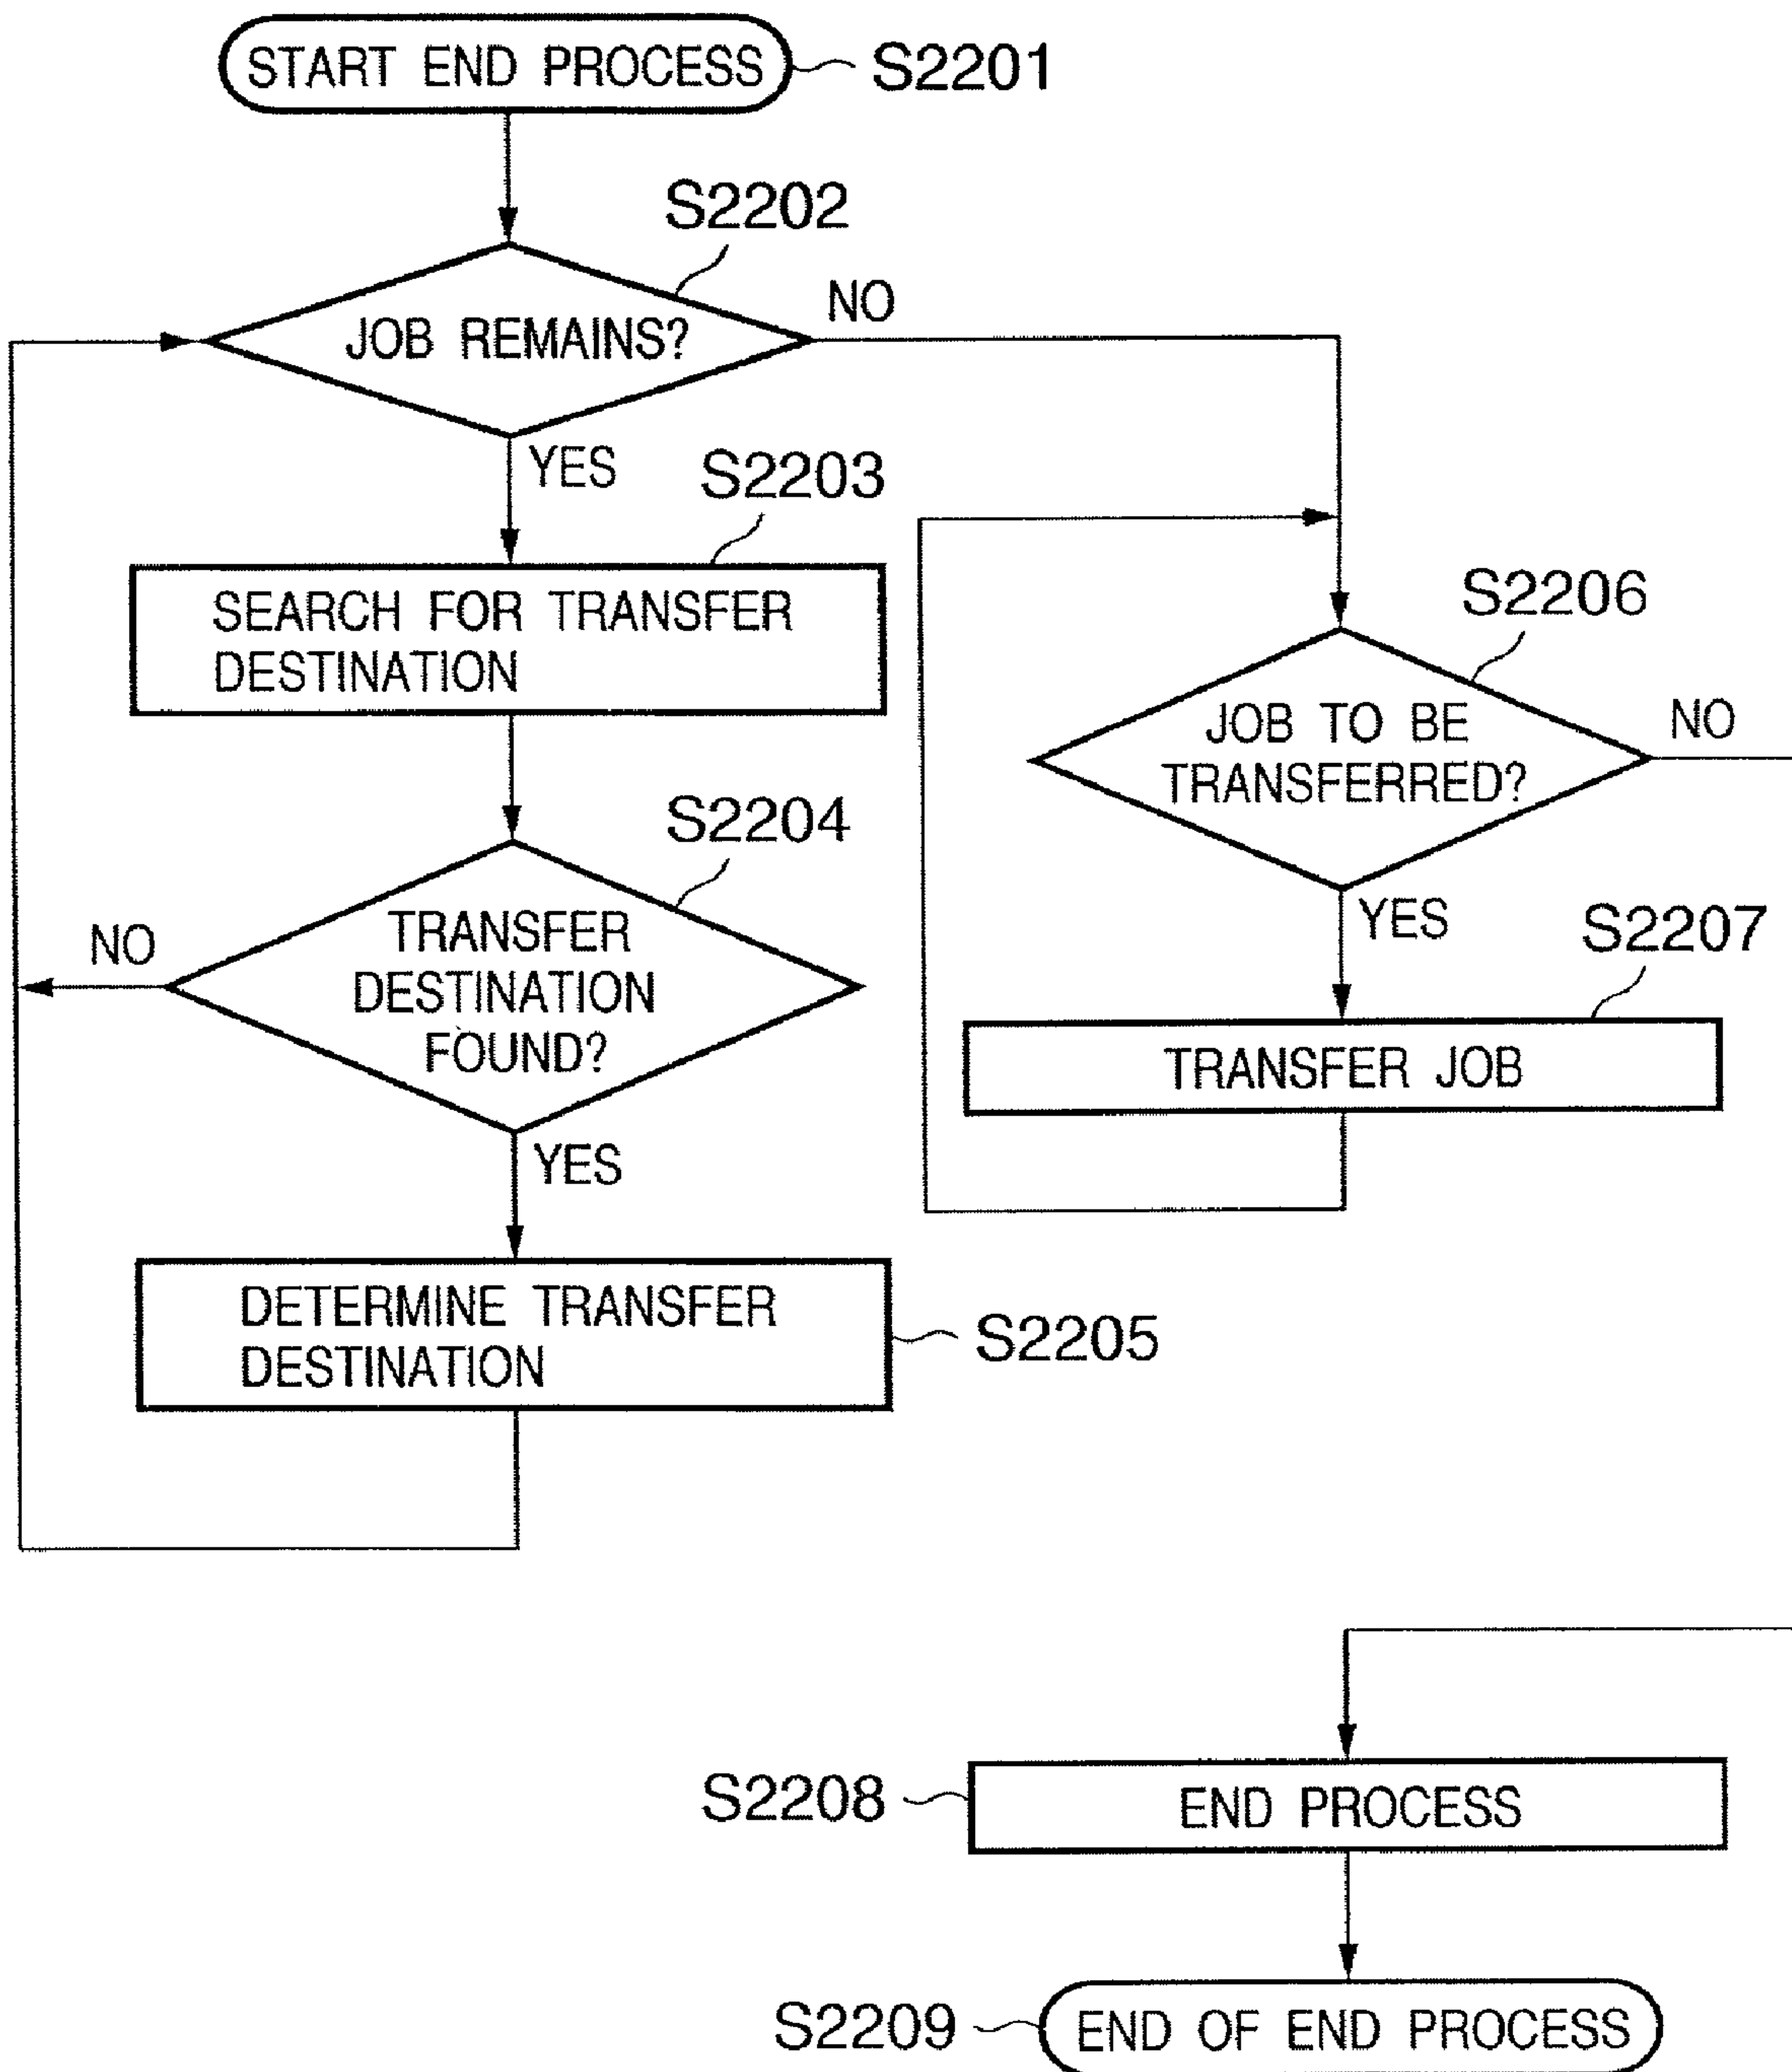 START END PROCESS
S2201
S2202
JOB REMAINS?
NO
YES
S2203
SEARCH FOR TRANSFER
DESTINATION
S2204
TRANSFER
DESTINATION
FOUND?
NO
YES
DETERMINE TRANSFER
DESTINATION
S2205
S2206
JOB TO BE
TRANSFERRED?
NO
YES
S2207
TRANSFER JOB
S2208
END PROCESS
S2209
END OF END PROCESS